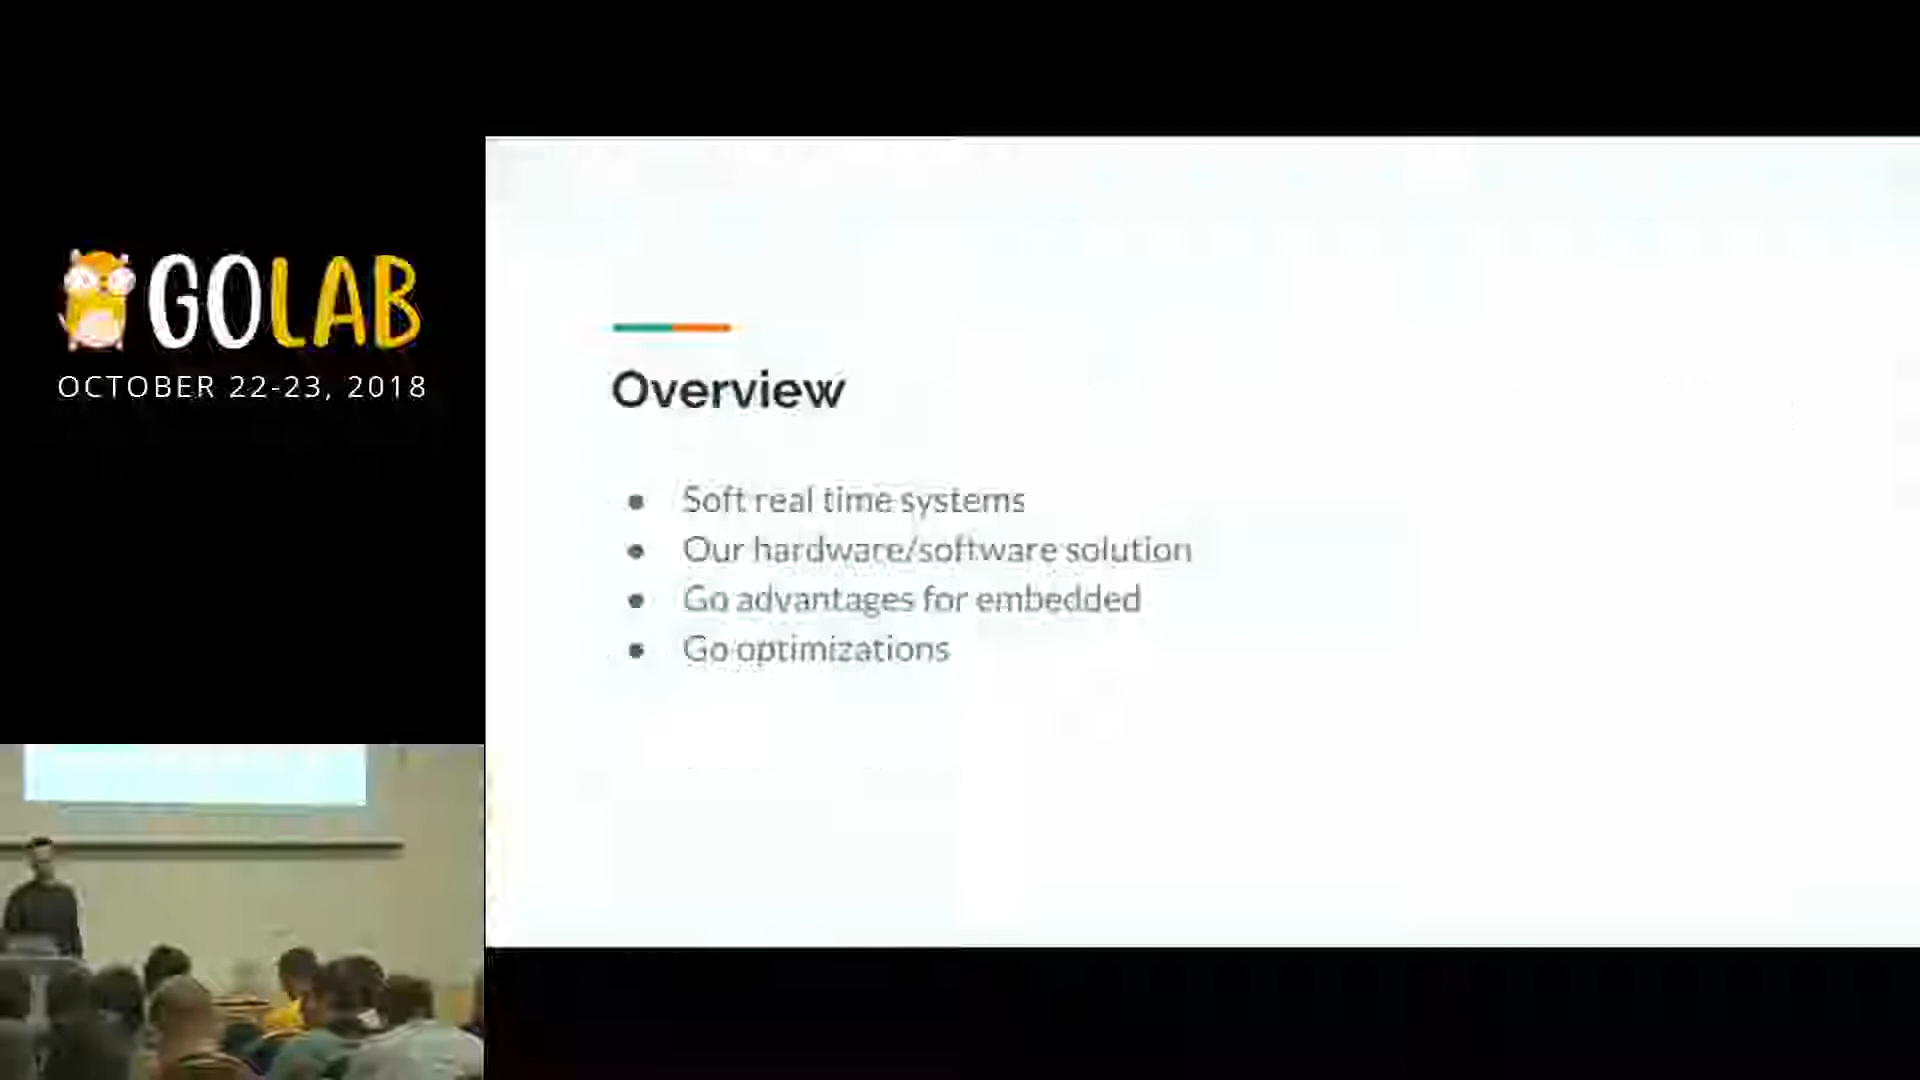 GOLAB
OCTOBER 22-23, 2018
Overview
Soft real time systems
Our hardware/software solution
Go advantages for embedded
Go optimizations